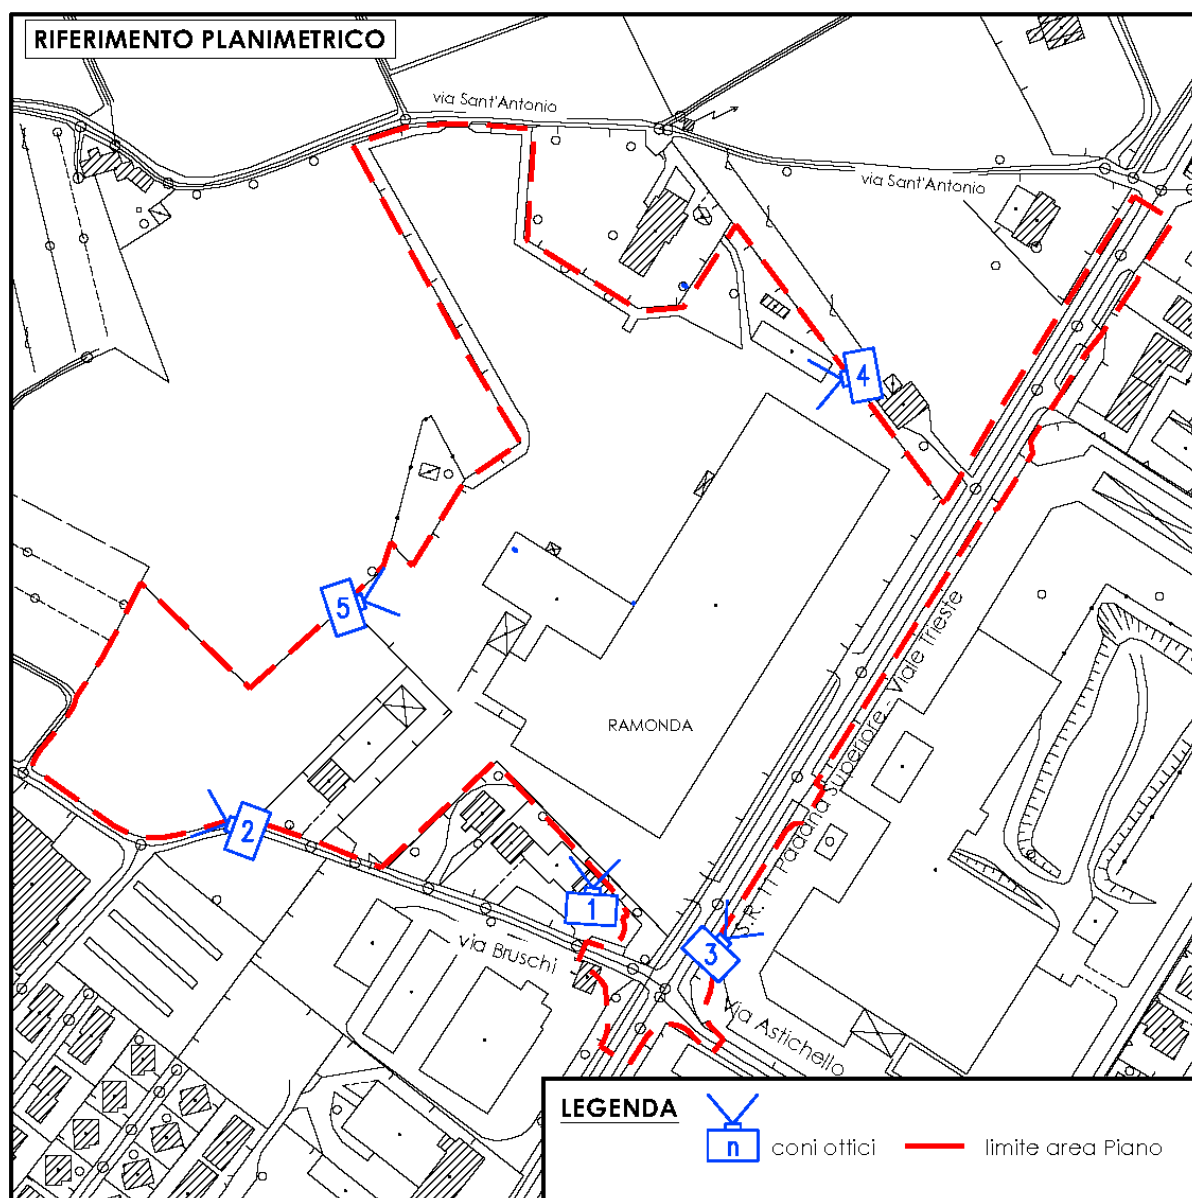 RIFERIMENTO PLANIMETRICO
via Sant'Antonio
via Sant'Antonio
4
5
S.R. 11 Padana Superiore - Viale Trieste
RAMONDA
2
1
3
via Bruschi
Via Astichello
LEGENDA
n
coni ottici
limite area Piano